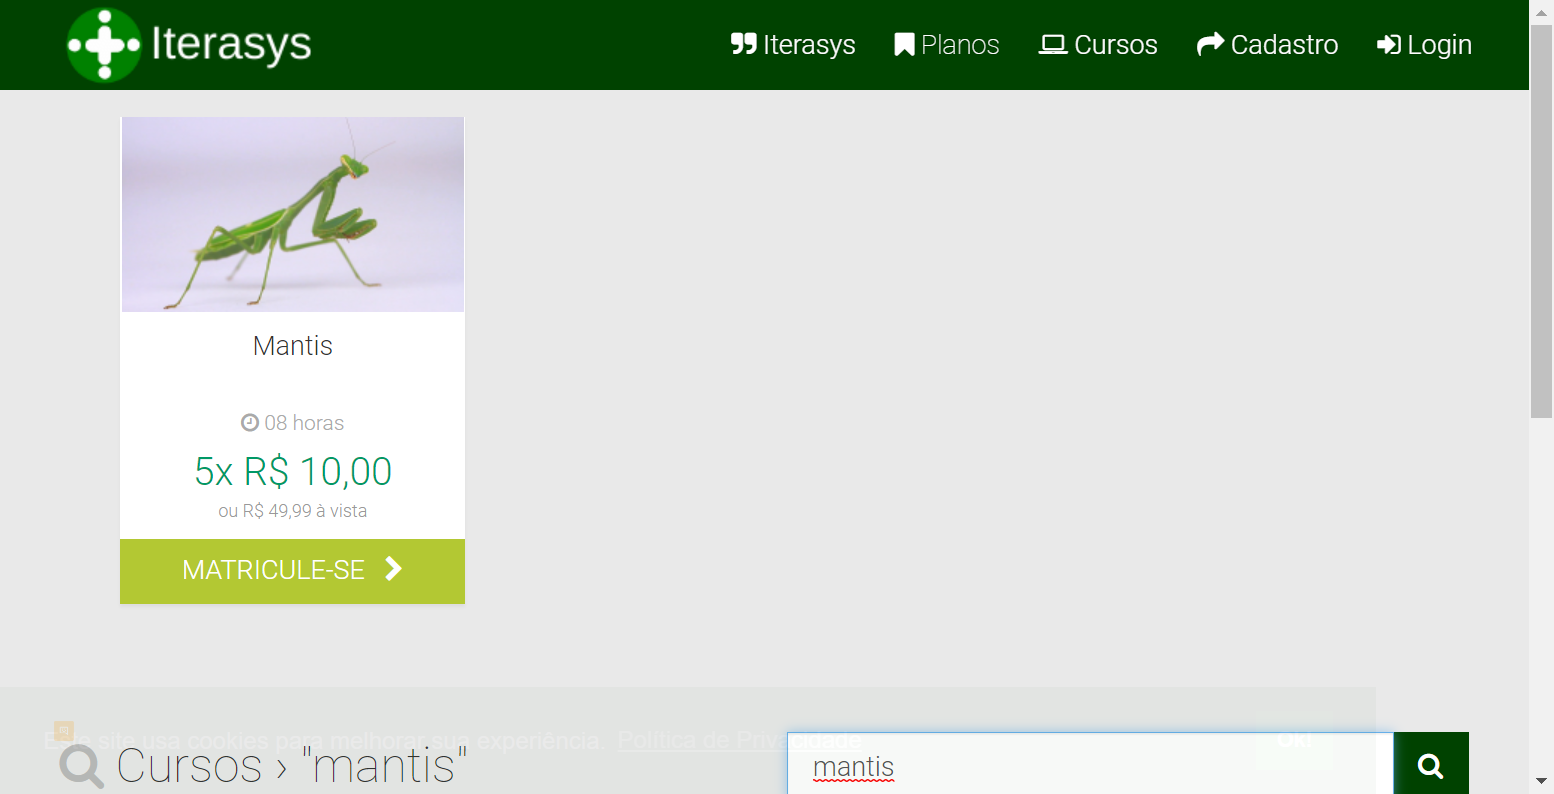 Iterasys
Iterasys Planos Cursos Cadastro Login
Mantis
08 horas
5x R$ 10,00
ou R$ 49,99 à vista
MATRICULE-SE
Este site usa cookies para melhorar sua experiência. Política de Privacidade
Ok!
Cursos › "mantis"
mantis